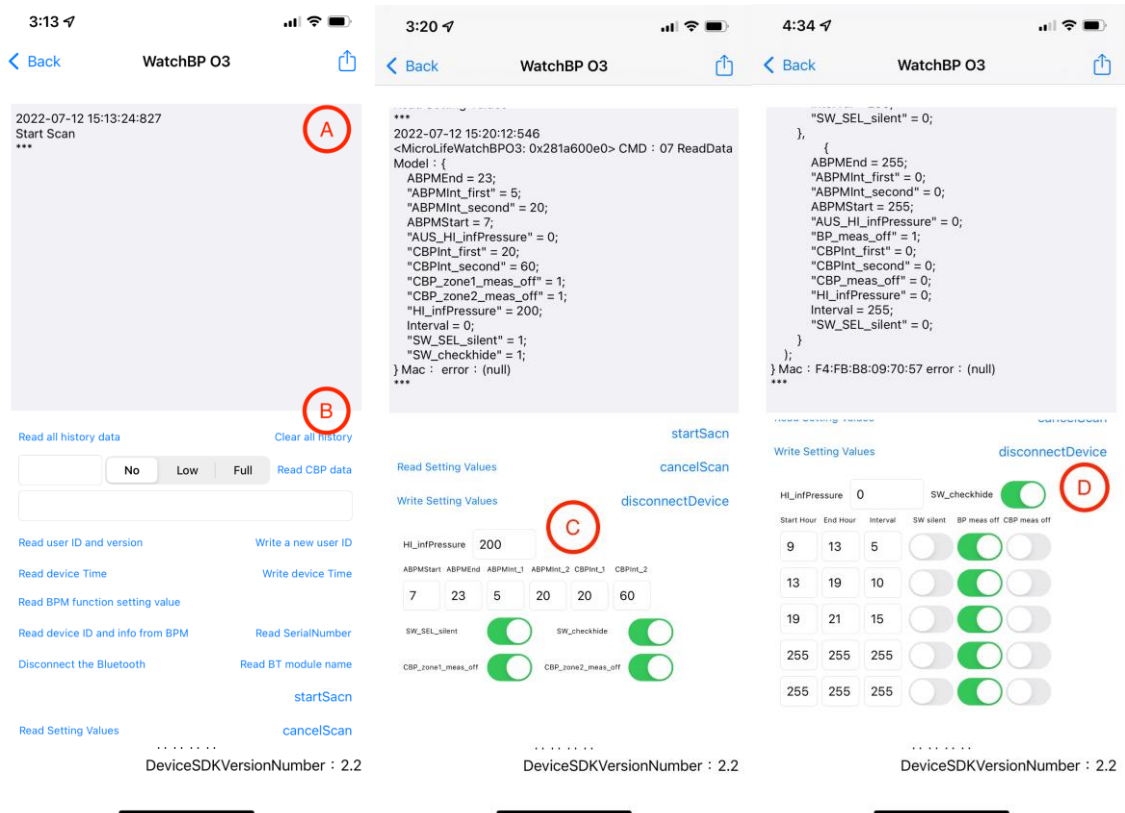 3:13
Back
WatchBP O3
2022-07-12 15:13:24:827
Start Scan
***
A
B
Read all history data
Clear all history
No
Low
Full
Read CBP data
Read user ID and version
Write a new user ID
Read device Time
Write device Time
Read BPM function setting value
Read device ID and info from BPM
Read SerialNumber
Disconnect the Bluetooth
Read BT module name
startSacn
Read Setting Values
cancelScan
DeviceSDKVersionNumber：2.2
3:20
Back
WatchBP O3
***
2022-07-12 15:20:12:546
<MicroLifeWatchBPO3: 0x281a600e0> CMD：07 ReadData
Model：{
ABPMEnd = 23;
"ABPMInt_first" = 5;
"ABPMInt_second" = 20;
ABPMStart = 7;
"AUS_HI_infPressure" = 0;
"CBPInt_first" = 20;
"CBPInt_second" = 60;
"CBP_zone1_meas_off" = 1;
"CBP_zone2_meas_off" = 1;
"HI_infPressure" = 200;
Interval = 0;
"SW_SEL_silent" = 1;
"SW_checkhide" = 1;
} Mac： error：(null)
***
startSacn
Read Setting Values
cancelScan
Write Setting Values
disconnectDevice
C
HI_infPressure 200
ABPMStart ABPMEnd ABPMInt_1 ABPMInt_2 CBPInt_1 CBPInt_2
7 23 5 20 20 60
SW_SEL_silent
SW_checkhide
CBP_zone1_meas_off
CBP_zone2_meas_off
DeviceSDKVersionNumber：2.2
4:34
Back
WatchBP O3
"SW_SEL_silent" = 0;
},
{
ABPMEnd = 255;
"ABPMInt_first" = 0;
"ABPMInt_second" = 0;
ABPMStart = 255;
"AUS_HI_infPressure" = 0;
"BP_meas_off" = 1;
"CBPInt_first" = 0;
"CBPInt_second" = 0;
"CBP_meas_off" = 0;
"HI_infPressure" = 0;
Interval = 255;
"SW_SEL_silent" = 0;
}
);
} Mac：F4:FB:B8:09:70:57 error：(null)
***
Write Setting Values
disconnectDevice
HI_infPressure 0
SW_checkhide
D
Start Hour End Hour Interval SW silent BP meas off CBP meas off
9 13 5
13 19 10
19 21 15
255 255 255
255 255 255
DeviceSDKVersionNumber：2.2